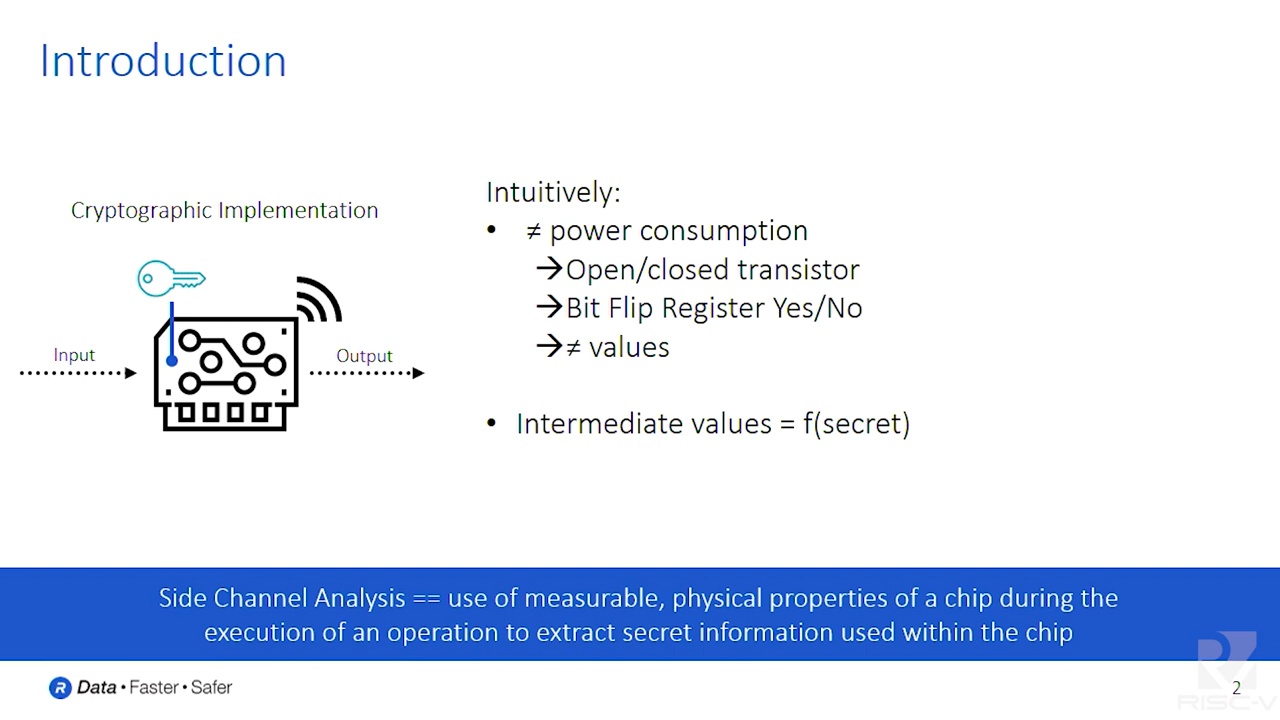 Introduction
Cryptographic Implementation
Input
Output
Intuitively:
• ≠ power consumption
→Open/closed transistor
→Bit Flip Register Yes/No
→≠ values
• Intermediate values = f(secret)
Side Channel Analysis == use of measurable, physical properties of a chip during the
execution of an operation to extract secret information used within the chip
R Data • Faster • Safer
2
RISC-V